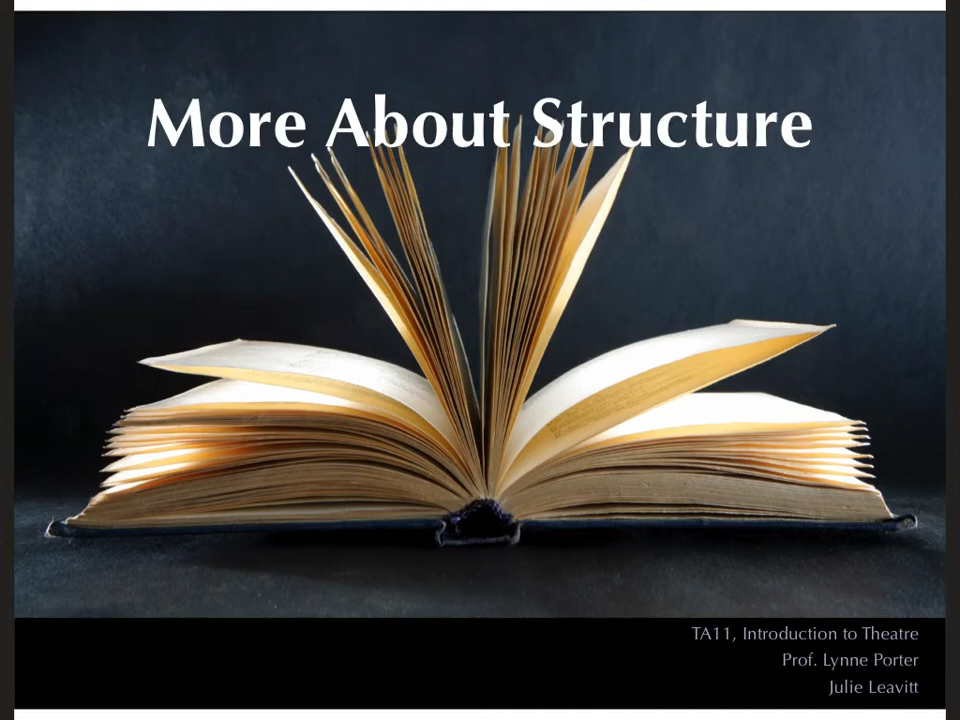 More About Structure
TA11, Introduction to Theatre
Prof. Lynne Porter
Julie Leavitt